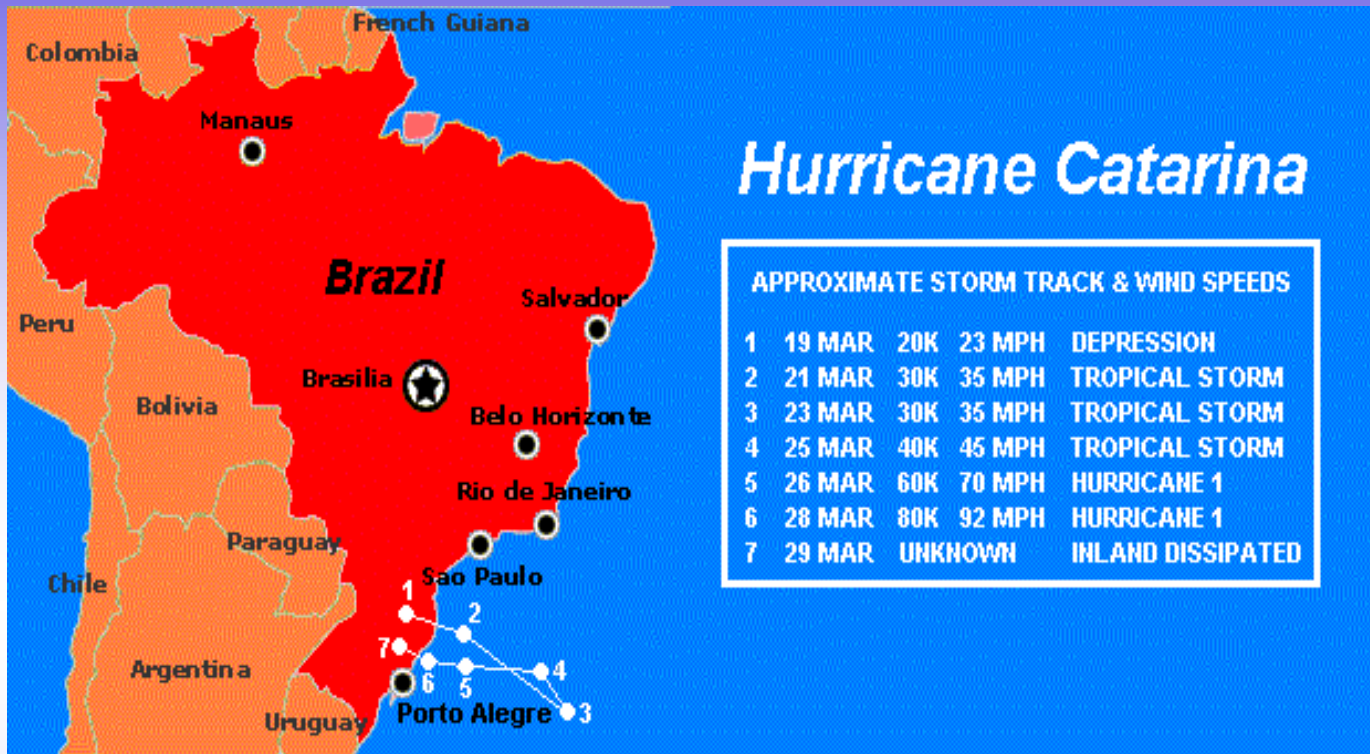 French Guiana
Colombia
Manaus
Hurricane Catarina
Brazil
APPROXIMATE STORM TRACK & WIND SPEEDS
Salvador
Peru
1 19 MAR 20K 23 MPH DEPRESSION
2 21 MAR 30K 35 MPH TROPICAL STORM
3 23 MAR 30K 35 MPH TROPICAL STORM
4 25 MAR 40K 45 MPH TROPICAL STORM
5 26 MAR 60K 70 MPH HURRICANE 1
6 28 MAR 80K 92 MPH HURRICANE 1
7 29 MAR UNKNOWN INLAND DISSIPATED
Brasilia
Bolivia
Belo Horizonte
Rio de Janeiro
Paraguay
Chile
Sao Paulo
1
2
7
Argentina
6
5
4
Porto Alegre
3
Uruguay